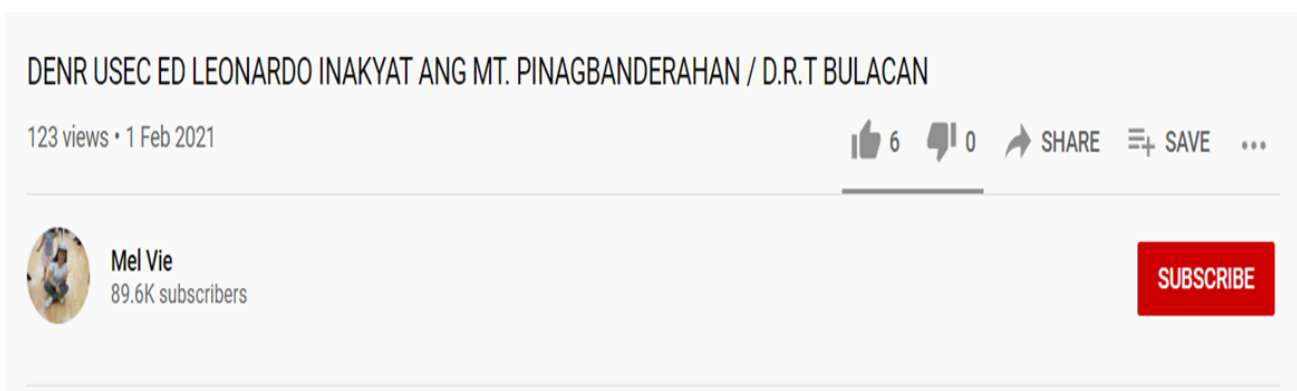 DENR USEC ED LEONARDO INAKYAT ANG MT. PINAGBANDERAHAN / D.R.T BULACAN
123 views • 1 Feb 2021
6 0 SHARE SAVE ...
Mel Vie
89.6K subscribers
SUBSCRIBE